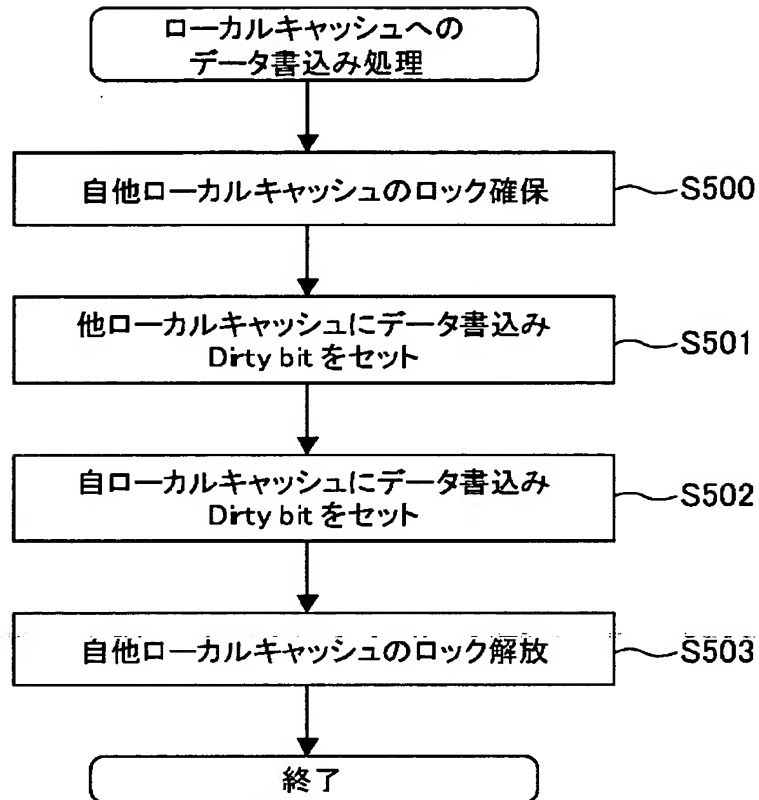 ローカルキャッシュへの
データ書込み処理
自他ローカルキャッシュのロック確保
S500
他ローカルキャッシュにデータ書込み
Dirty bit をセット
S501
自ローカルキャッシュにデータ書込み
Dirty bit をセット
S502
自他ローカルキャッシュのロック解放
S503
終了